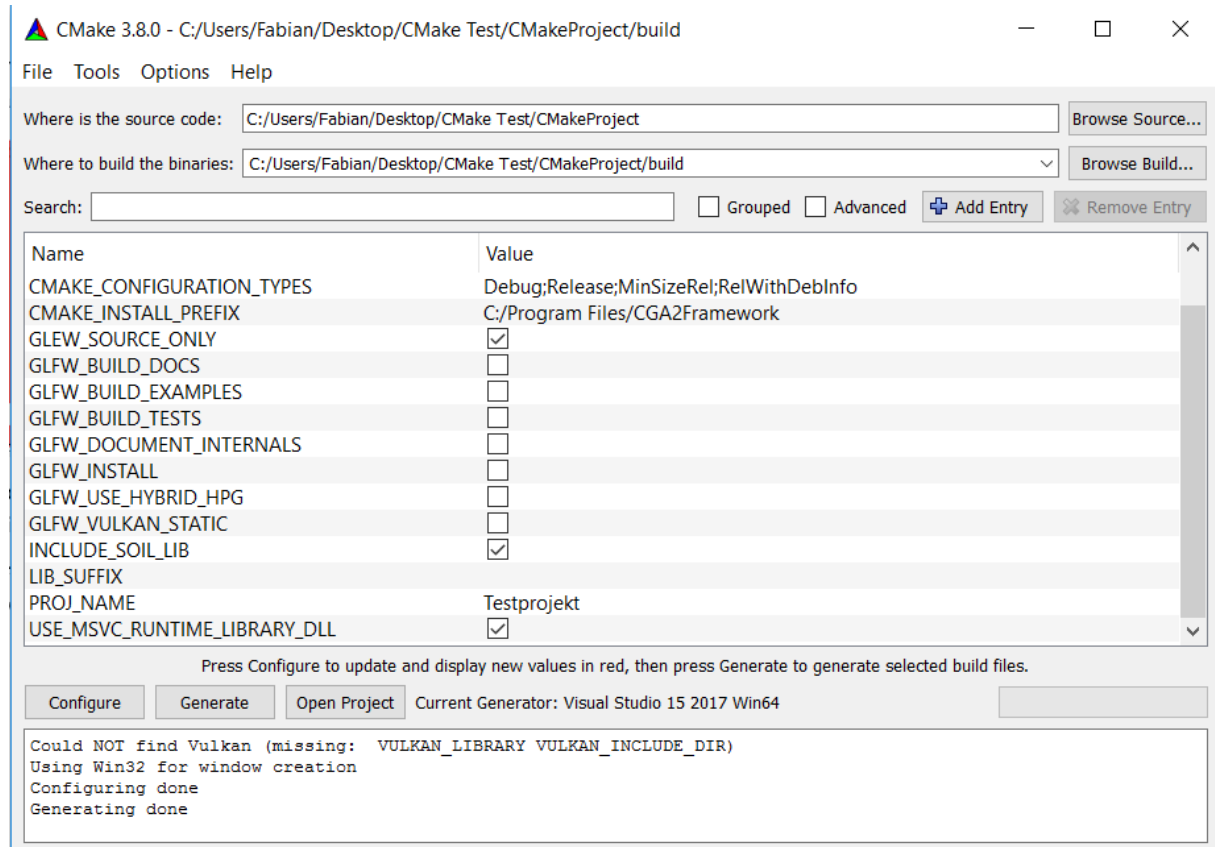 CMake 3.8.0 - C:/Users/Fabian/Desktop/CMake Test/CMakeProject/build
File Tools Options Help
Where is the source code: C:/Users/Fabian/Desktop/CMake Test/CMakeProject Browse Source...
Where to build the binaries: C:/Users/Fabian/Desktop/CMake Test/CMakeProject/build Browse Build...
Search: Grouped Advanced Add Entry Remove Entry
Name Value
CMAKE_CONFIGURATION_TYPES Debug;Release;MinSizeRel;RelWithDebInfo
CMAKE_INSTALL_PREFIX C:/Program Files/CGA2Framework
GLEW_SOURCE_ONLY
GLFW_BUILD_DOCS
GLFW_BUILD_EXAMPLES
GLFW_BUILD_TESTS
GLFW_DOCUMENT_INTERNALS
GLFW_INSTALL
GLFW_USE_HYBRID_HPG
GLFW_VULKAN_STATIC
INCLUDE_SOIL_LIB
LIB_SUFFIX
PROJ_NAME Testprojekt
USE_MSVC_RUNTIME_LIBRARY_DLL
Press Configure to update and display new values in red, then press Generate to generate selected build files.
Configure Generate Open Project Current Generator: Visual Studio 15 2017 Win64
Could NOT find Vulkan (missing:  VULKAN_LIBRARY VULKAN_INCLUDE_DIR)
Using Win32 for window creation
Configuring done
Generating done